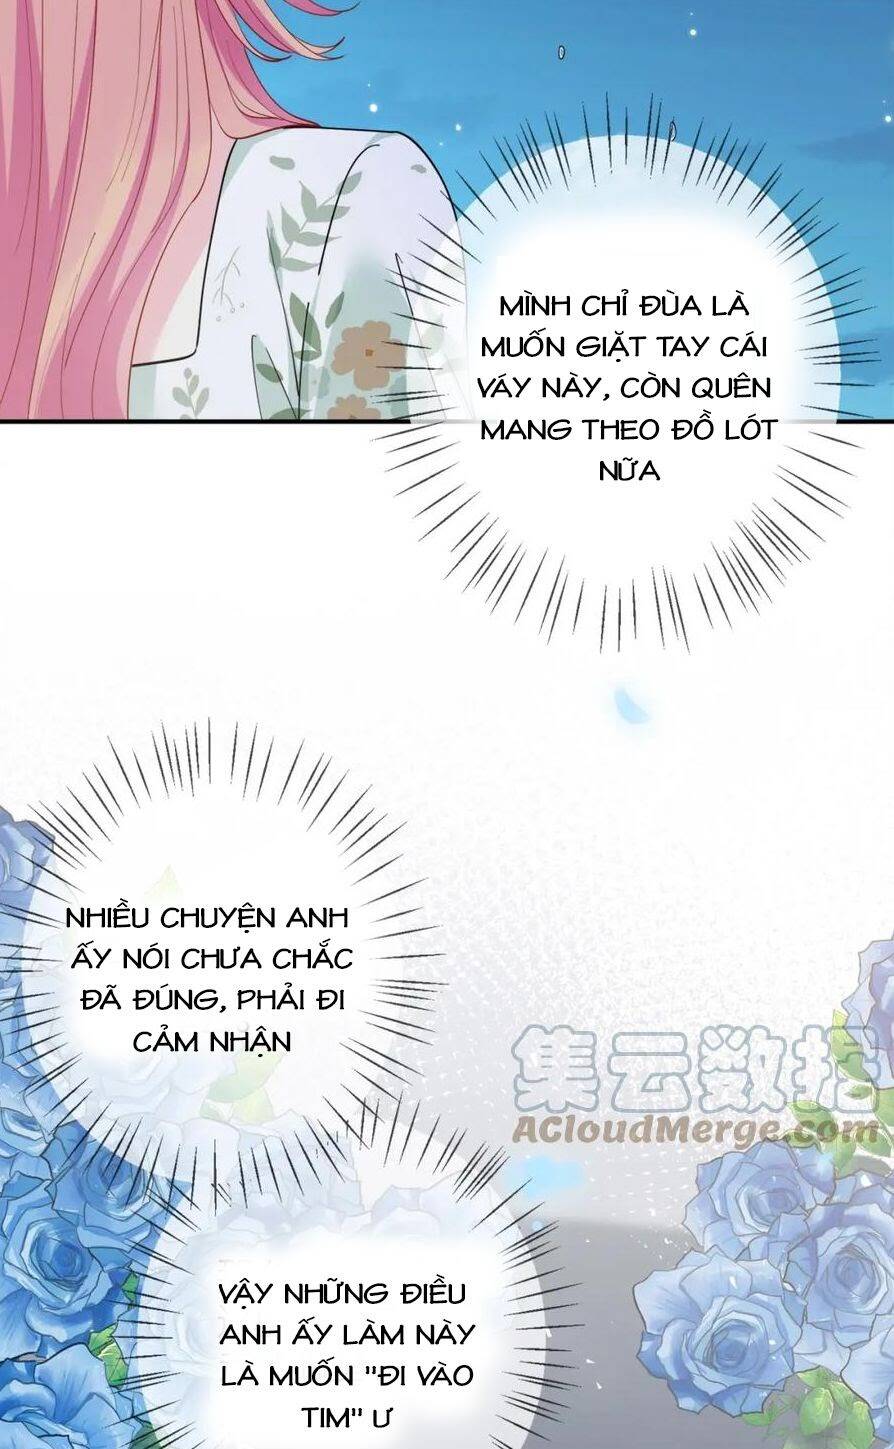 MÌNH CHỈ ĐÙA LÀ
MUỐN GIẶT TAY CÁI
VÁY NÀY, CÒN QUÊN
MANG THEO ĐỒ LÓT
NỮA
NHIỀU CHUYỆN ANH
ẤY NÓI CHƯA CHẮC
ĐÃ ĐÚNG, PHẢI ĐI
CẢM NHẬN
集云数据
ACloudMerge.com
VẬY NHỮNG ĐIỀU
ANH ẤY LÀM NÀY
LÀ MUỐN "ĐI VÀO
TIM" Ư